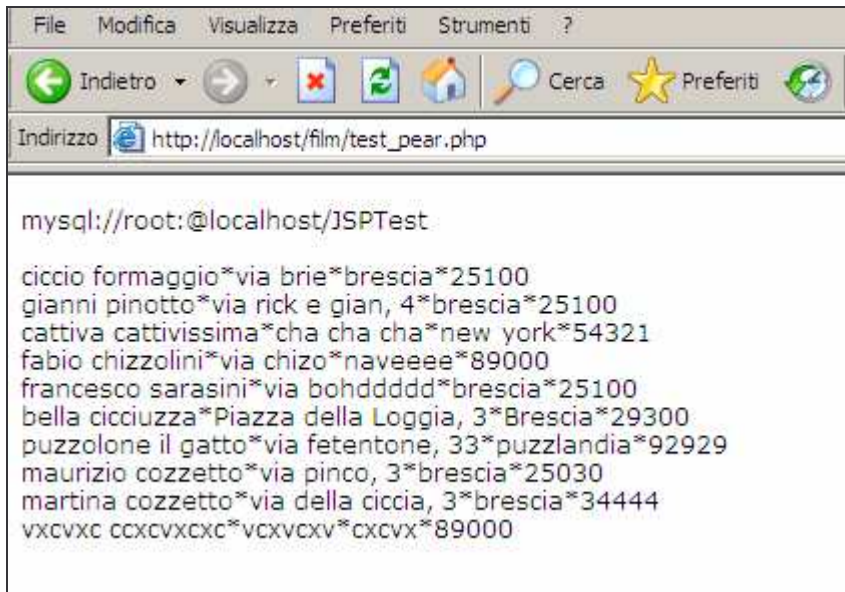 File Modifica Visualizza Preferiti Strumenti ?
Indietro Cerca Preferiti
Indirizzo http://localhost/film/test_pear.php
mysql://root:@localhost/JSPTest
ciccio formaggio*via brie*brescia*25100
gianni pinotto*via rick e gian, 4*brescia*25100
cattiva cattivissima*cha cha cha*new york*54321
fabio chizzolini*via chizo*naveeee*89000
francesco sarasini*via bohddddd*brescia*25100
bella cicciuzza*Piazza della Loggia, 3*Brescia*29300
puzzolone il gatto*via fetentone, 33*puzzlandia*92929
maurizio cozzetto*via pinco, 3*brescia*25030
martina cozzetto*via della ciccia, 3*brescia*34444
vxcvxc ccxcvxcxc*vcxvcxv*cxcvx*89000